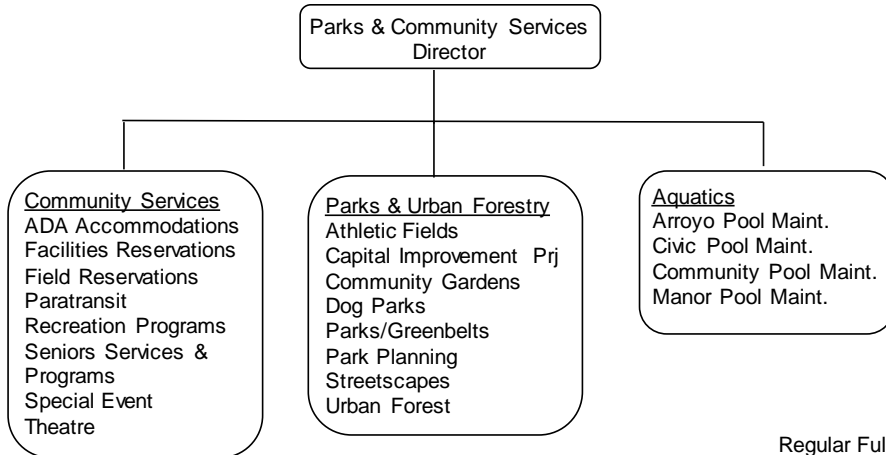 Parks & Community Services
Director
Community Services
ADA Accommodations
Facilities Reservations
Field Reservations
Paratransit
Recreation Programs
Seniors Services &
Programs
Special Event
Theatre
Parks & Urban Forestry
Athletic Fields
Capital Improvement Prj
Community Gardens
Dog Parks
Parks/Greenbelts
Park Planning
Streetscapes
Urban Forest
Aquatics
Arroyo Pool Maint.
Civic Pool Maint.
Community Pool Maint.
Manor Pool Maint.
Regular